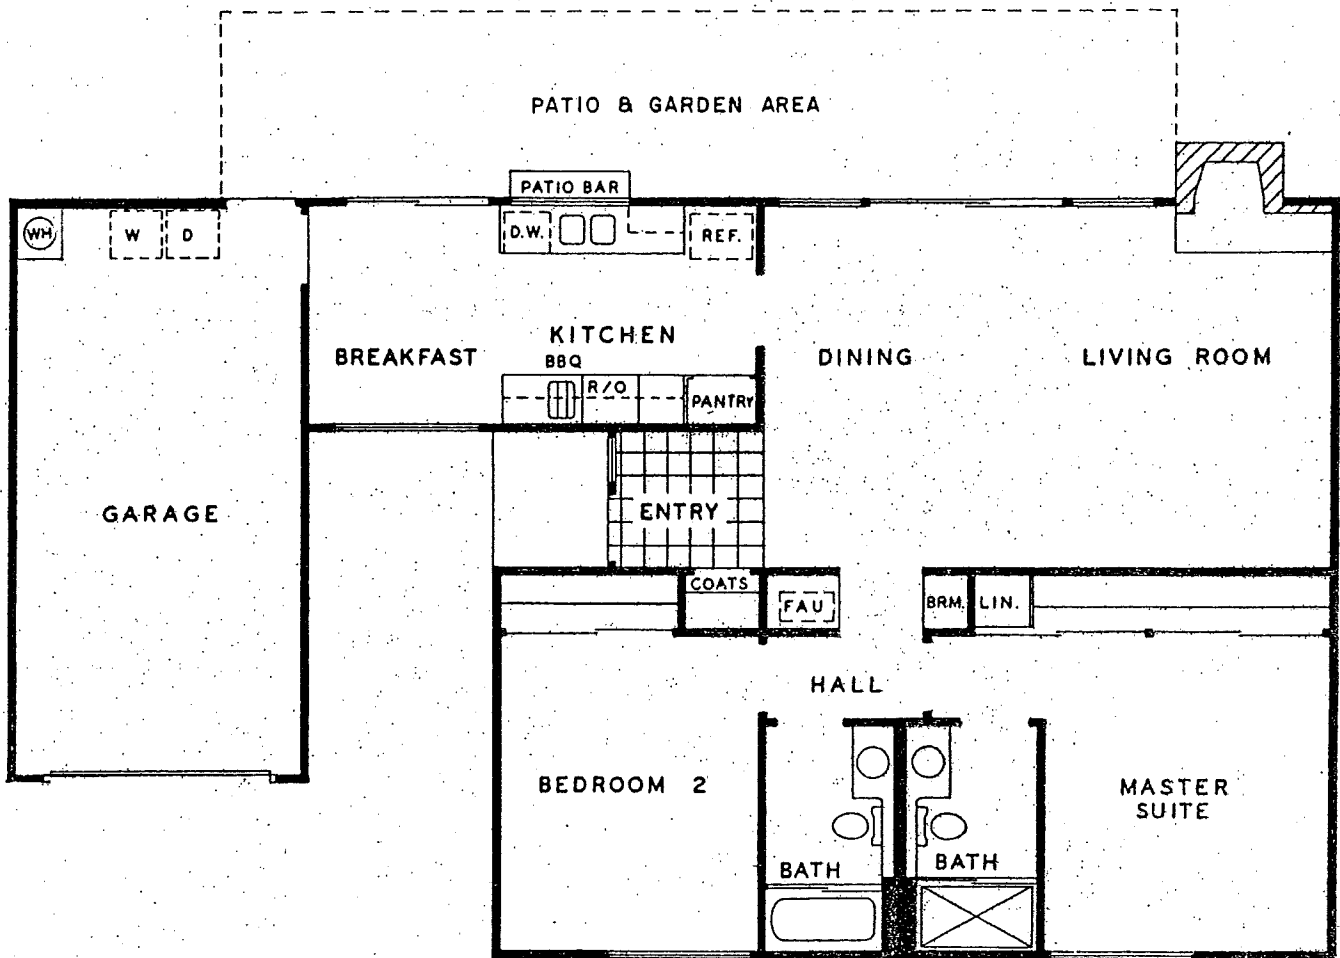 PATIO & GARDEN AREA
PATIO BAR
WH
W
D
D.W.
REF.
KITCHEN
BREAKFAST
BBQ
DINING
LIVING ROOM
R/O
PANTRY
GARAGE
ENTRY
COATS
FAU
BRM.
LIN.
HALL
BEDROOM 2
MASTER
SUITE
BATH
BATH